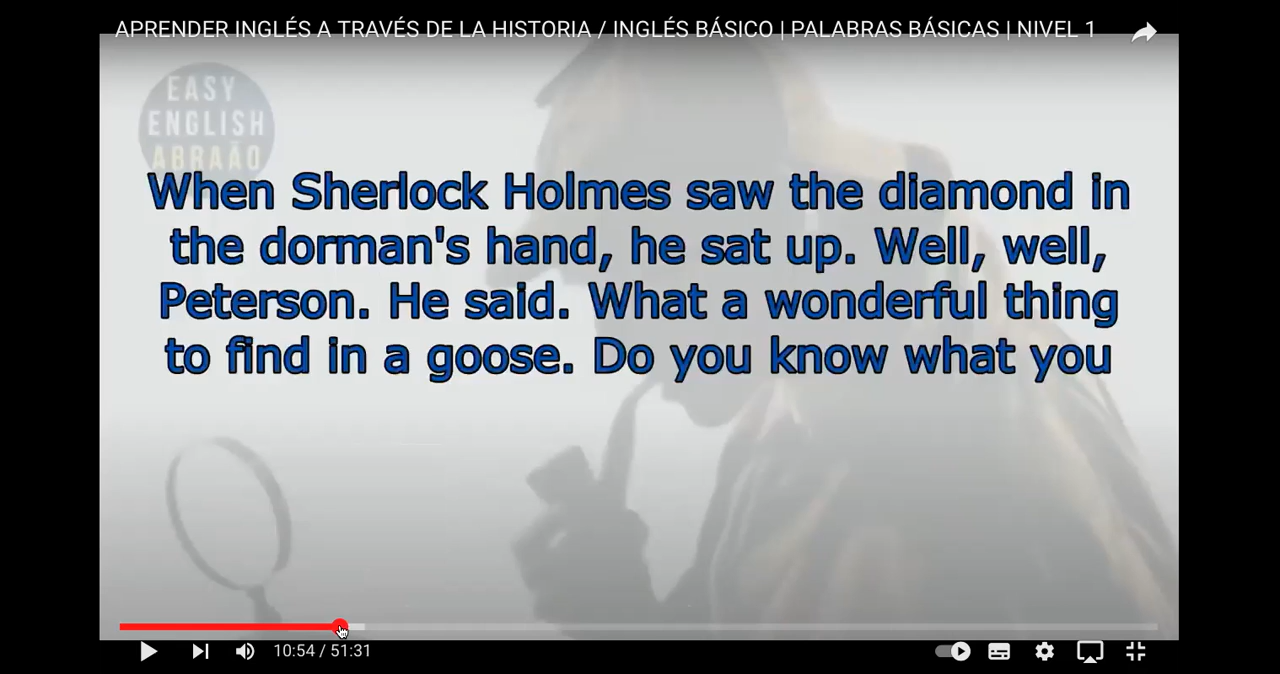 APRENDER INGLÉS A TRAVÉS DE LA HISTORIA / INGLÉS BÁSICO | PALABRAS BÁSICAS | NIVEL 1
EASY
ENGLISH
ABRAÃO
When Sherlock Holmes saw the diamond in
the dorman's hand, he sat up. Well, well,
Peterson. He said. What a wonderful thing
to find in a goose. Do you know what you
10:54 / 51:31